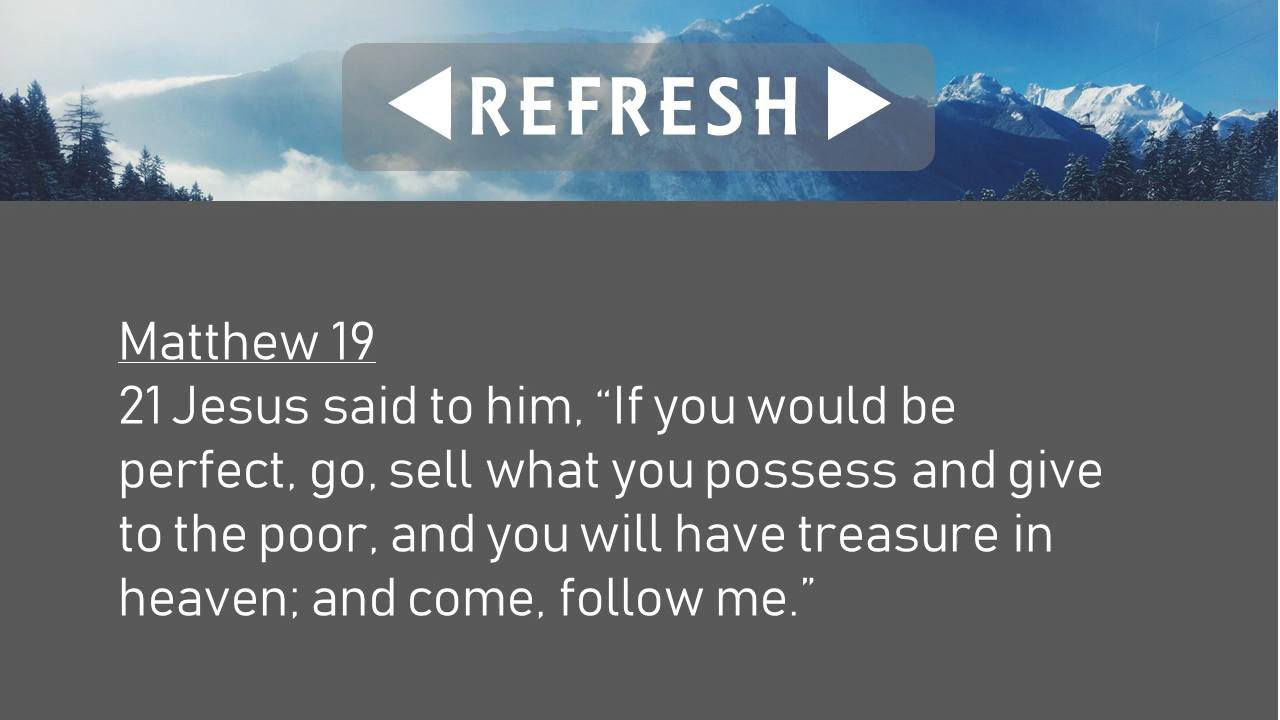 REFRESH
Matthew 19
21 Jesus said to him, “If you would be
perfect, go, sell what you possess and give
to the poor, and you will have treasure in
heaven; and come, follow me.”